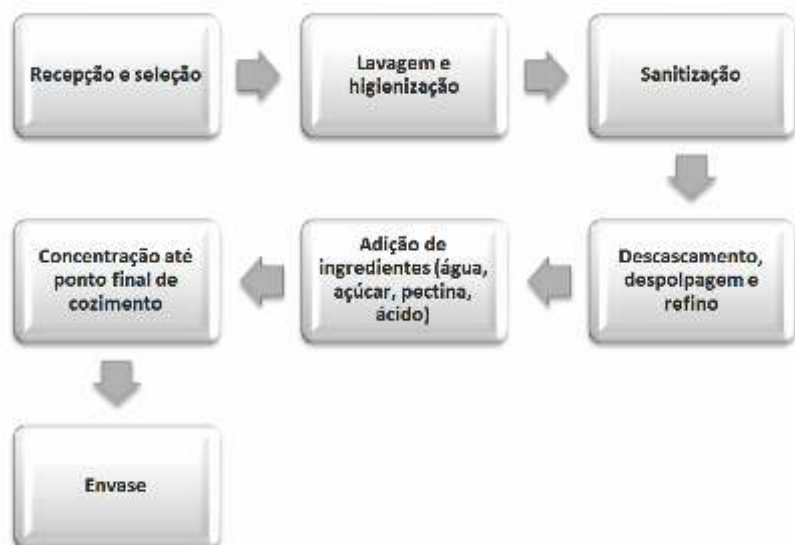 Recepção e seleção
Lavagem e
higienização
Sanitização
Descascamento,
despolpagem e
refino
Adição de
ingredientes (água,
açúcar, pectina,
ácido)
Concentração até
ponto final de
cozimento
Envase